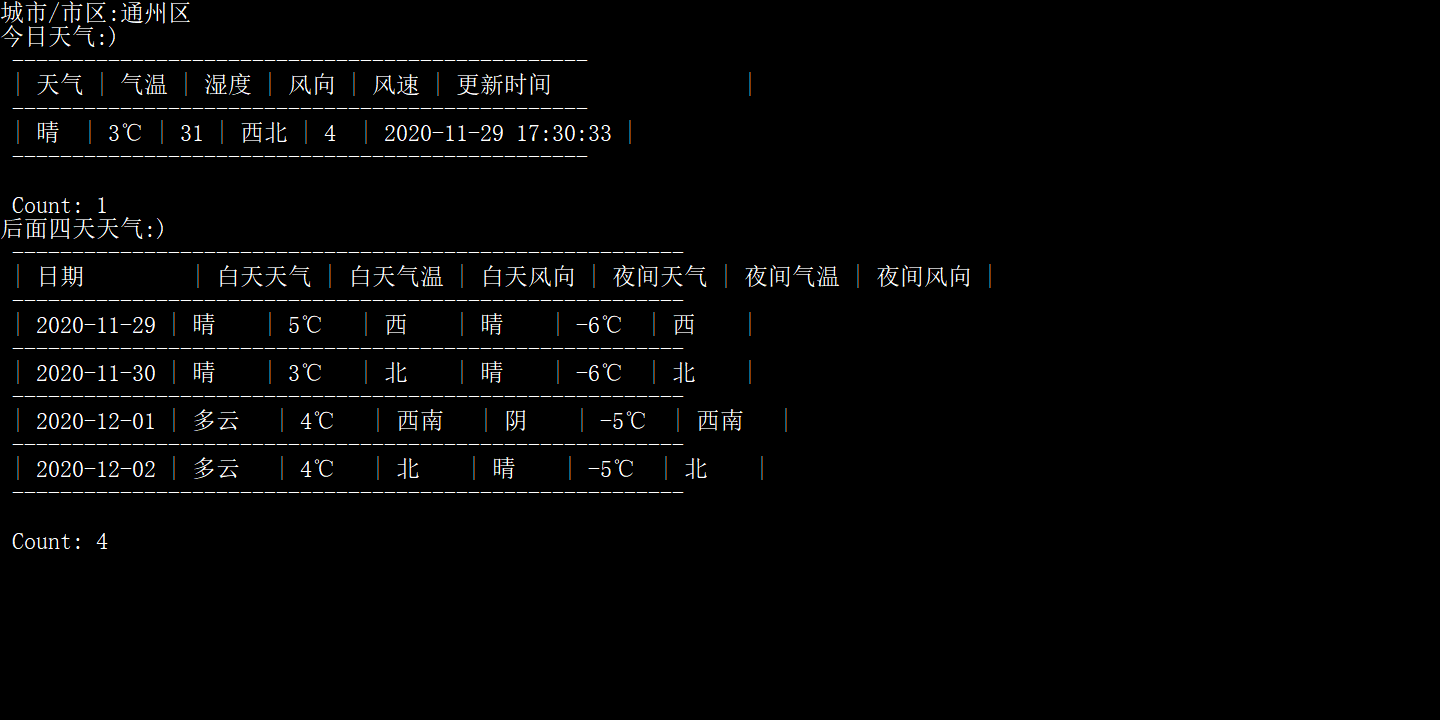 城市/市区:通州区
今日天气:)
------------------------------------------------
| 天气 | 气温 | 湿度 | 风向 | 风速 | 更新时间                |
------------------------------------------------
| 晴  | 3℃ | 31 | 西北 | 4  | 2020-11-29 17:30:33 |
------------------------------------------------
Count: 1
后面四天天气:)
--------------------------------------------------------
| 日期         | 白天天气 | 白天气温 | 白天风向 | 夜间天气 | 夜间气温 | 夜间风向 |
--------------------------------------------------------
| 2020-11-29 | 晴    | 5℃   | 西    | 晴    | -6℃  | 西    |
--------------------------------------------------------
| 2020-11-30 | 晴    | 3℃   | 北    | 晴    | -6℃  | 北    |
--------------------------------------------------------
| 2020-12-01 | 多云   | 4℃   | 西南   | 阴    | -5℃  | 西南   |
--------------------------------------------------------
| 2020-12-02 | 多云   | 4℃   | 北    | 晴    | -5℃  | 北    |
--------------------------------------------------------
Count: 4